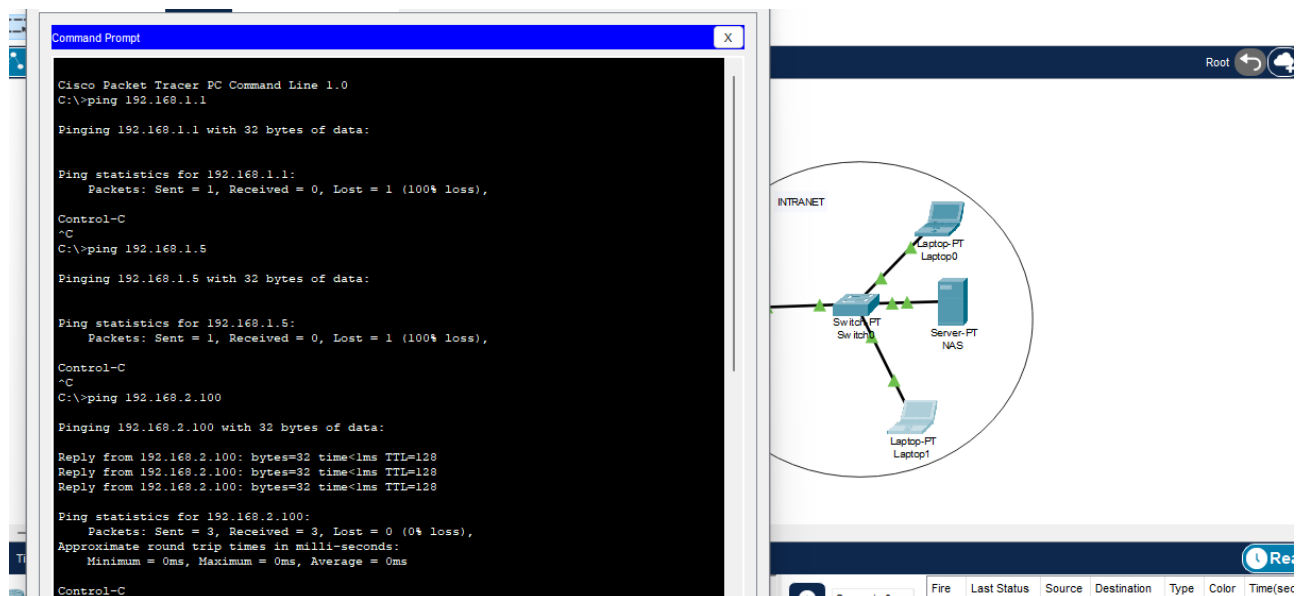 Command Prompt
X
Cisco Packet Tracer PC Command Line 1.0
C:\>ping 192.168.1.1
Pinging 192.168.1.1 with 32 bytes of data:
Ping statistics for 192.168.1.1:
Packets: Sent = 1, Received = 0, Lost = 1 (100% loss),
Control-C
^C
C:\>ping 192.168.1.5
Pinging 192.168.1.5 with 32 bytes of data:
Ping statistics for 192.168.1.5:
Packets: Sent = 1, Received = 0, Lost = 1 (100% loss),
Control-C
^C
C:\>ping 192.168.2.100
Pinging 192.168.2.100 with 32 bytes of data:
Reply from 192.168.2.100: bytes=32 time<1ms TTL=128
Reply from 192.168.2.100: bytes=32 time<1ms TTL=128
Reply from 192.168.2.100: bytes=32 time<1ms TTL=128
Ping statistics for 192.168.2.100:
Packets: Sent = 3, Received = 3, Lost = 0 (0% loss),
Approximate round trip times in milli-seconds:
Minimum = 0ms, Maximum = 0ms, Average = 0ms
Control-C
Root
INTRANET
Laptop-PT
Laptop0
Switch-PT
Switch0
Server-PT
NAS
Laptop-PT
Laptop1
Fire Last Status Source Destination Type Color